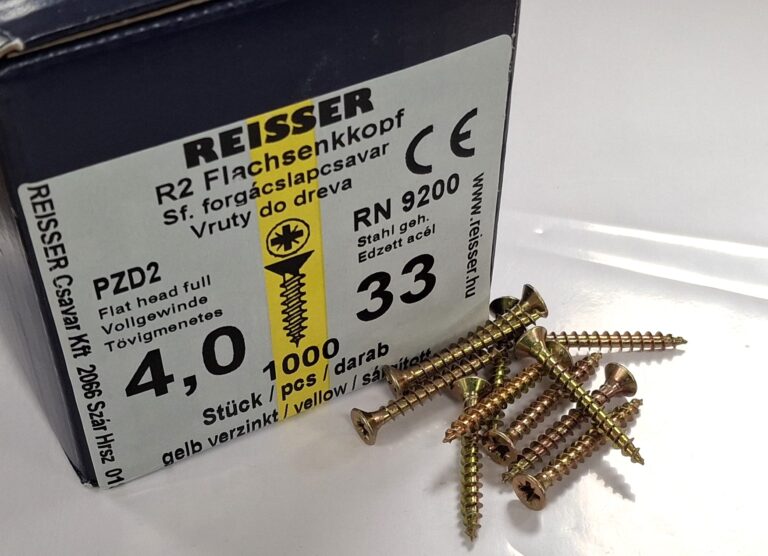 REISSER
R2 Flachsenkkopf
Sf. forgácslapcsavar
Vruty do dreva
CE
PZD2
Flat head full
Vollgewinde
Tövigmenetes
RN 9200
Stahl geh.
Edzett acél
4,0
33
1000
Stück / pcs / darab
gelb verzinkt / yellow / sárgított
REISSER Csavar Kft 2066 Szár Hrsz 01
www.reisser.hu